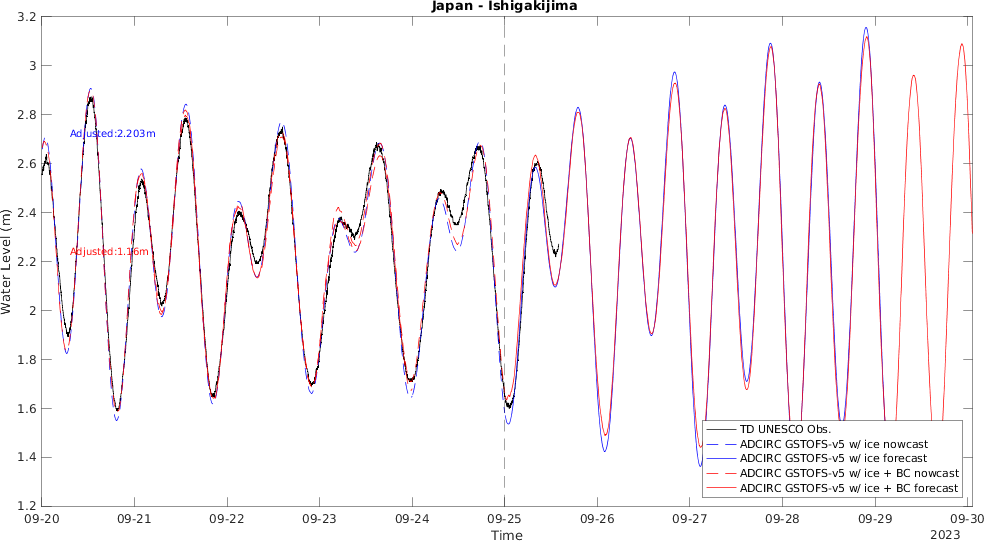 Japan - Ishigakijima
3.2
3
2.8
2.6
2.4
2.2
2
1.8
1.6
1.4
1.2
Water Level (m)
Adjusted:2.203m
Adjusted:1.16m
TD UNESCO Obs.
ADCIRC GSTOFS-v5 w/ ice nowcast
ADCIRC GSTOFS-v5 w/ ice forecast
ADCIRC GSTOFS-v5 w/ ice + BC nowcast
ADCIRC GSTOFS-v5 w/ ice + BC forecast
09-20 09-21 09-22 09-23 09-24 09-25 09-26 09-27 09-28 09-29 09-30
Time
2023